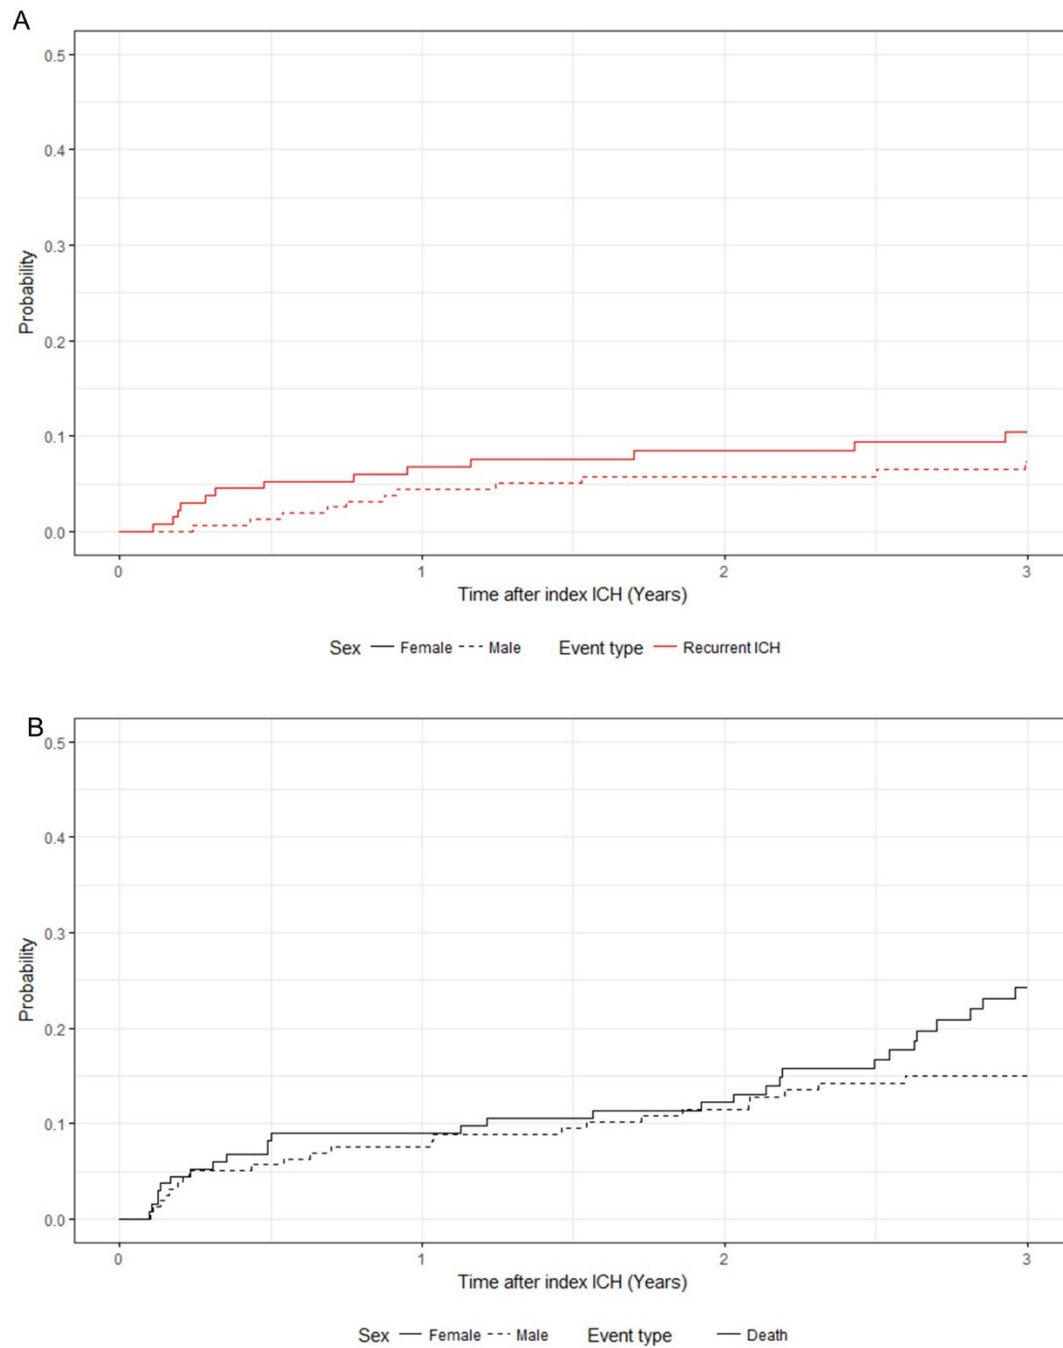 A
0.5
0.4
0.3
0.2
0.1
0.0
Probability
0 1 2 3
Time after index ICH (Years)
Sex Female Male Event type Recurrent ICH
B
0.5
0.4
0.3
0.2
0.1
0.0
Probability
0 1 2 3
Time after index ICH (Years)
Sex Female Male Event type Death